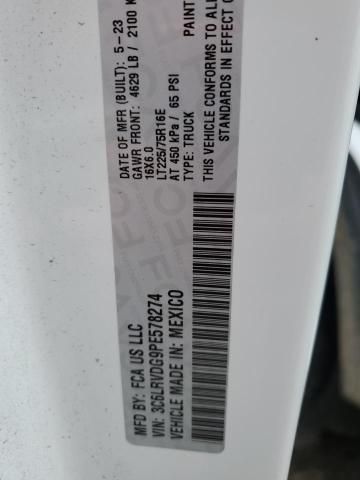 MFD BY: FCA US LLC
DATE OF MFR (BUILT): 5-23
GAWR FRONT: 4629 LB / 2100 K
16X6.0
LT225/75R16E
AT 450 kPa / 65 PSI
TYPE: TRUCK
PAINT
THIS VEHICLE CONFORMS TO ALL
STANDARDS IN EFFECT O
VIN: 3C6LRVDG9PE578274
VEHICLE MADE IN: MEXICO